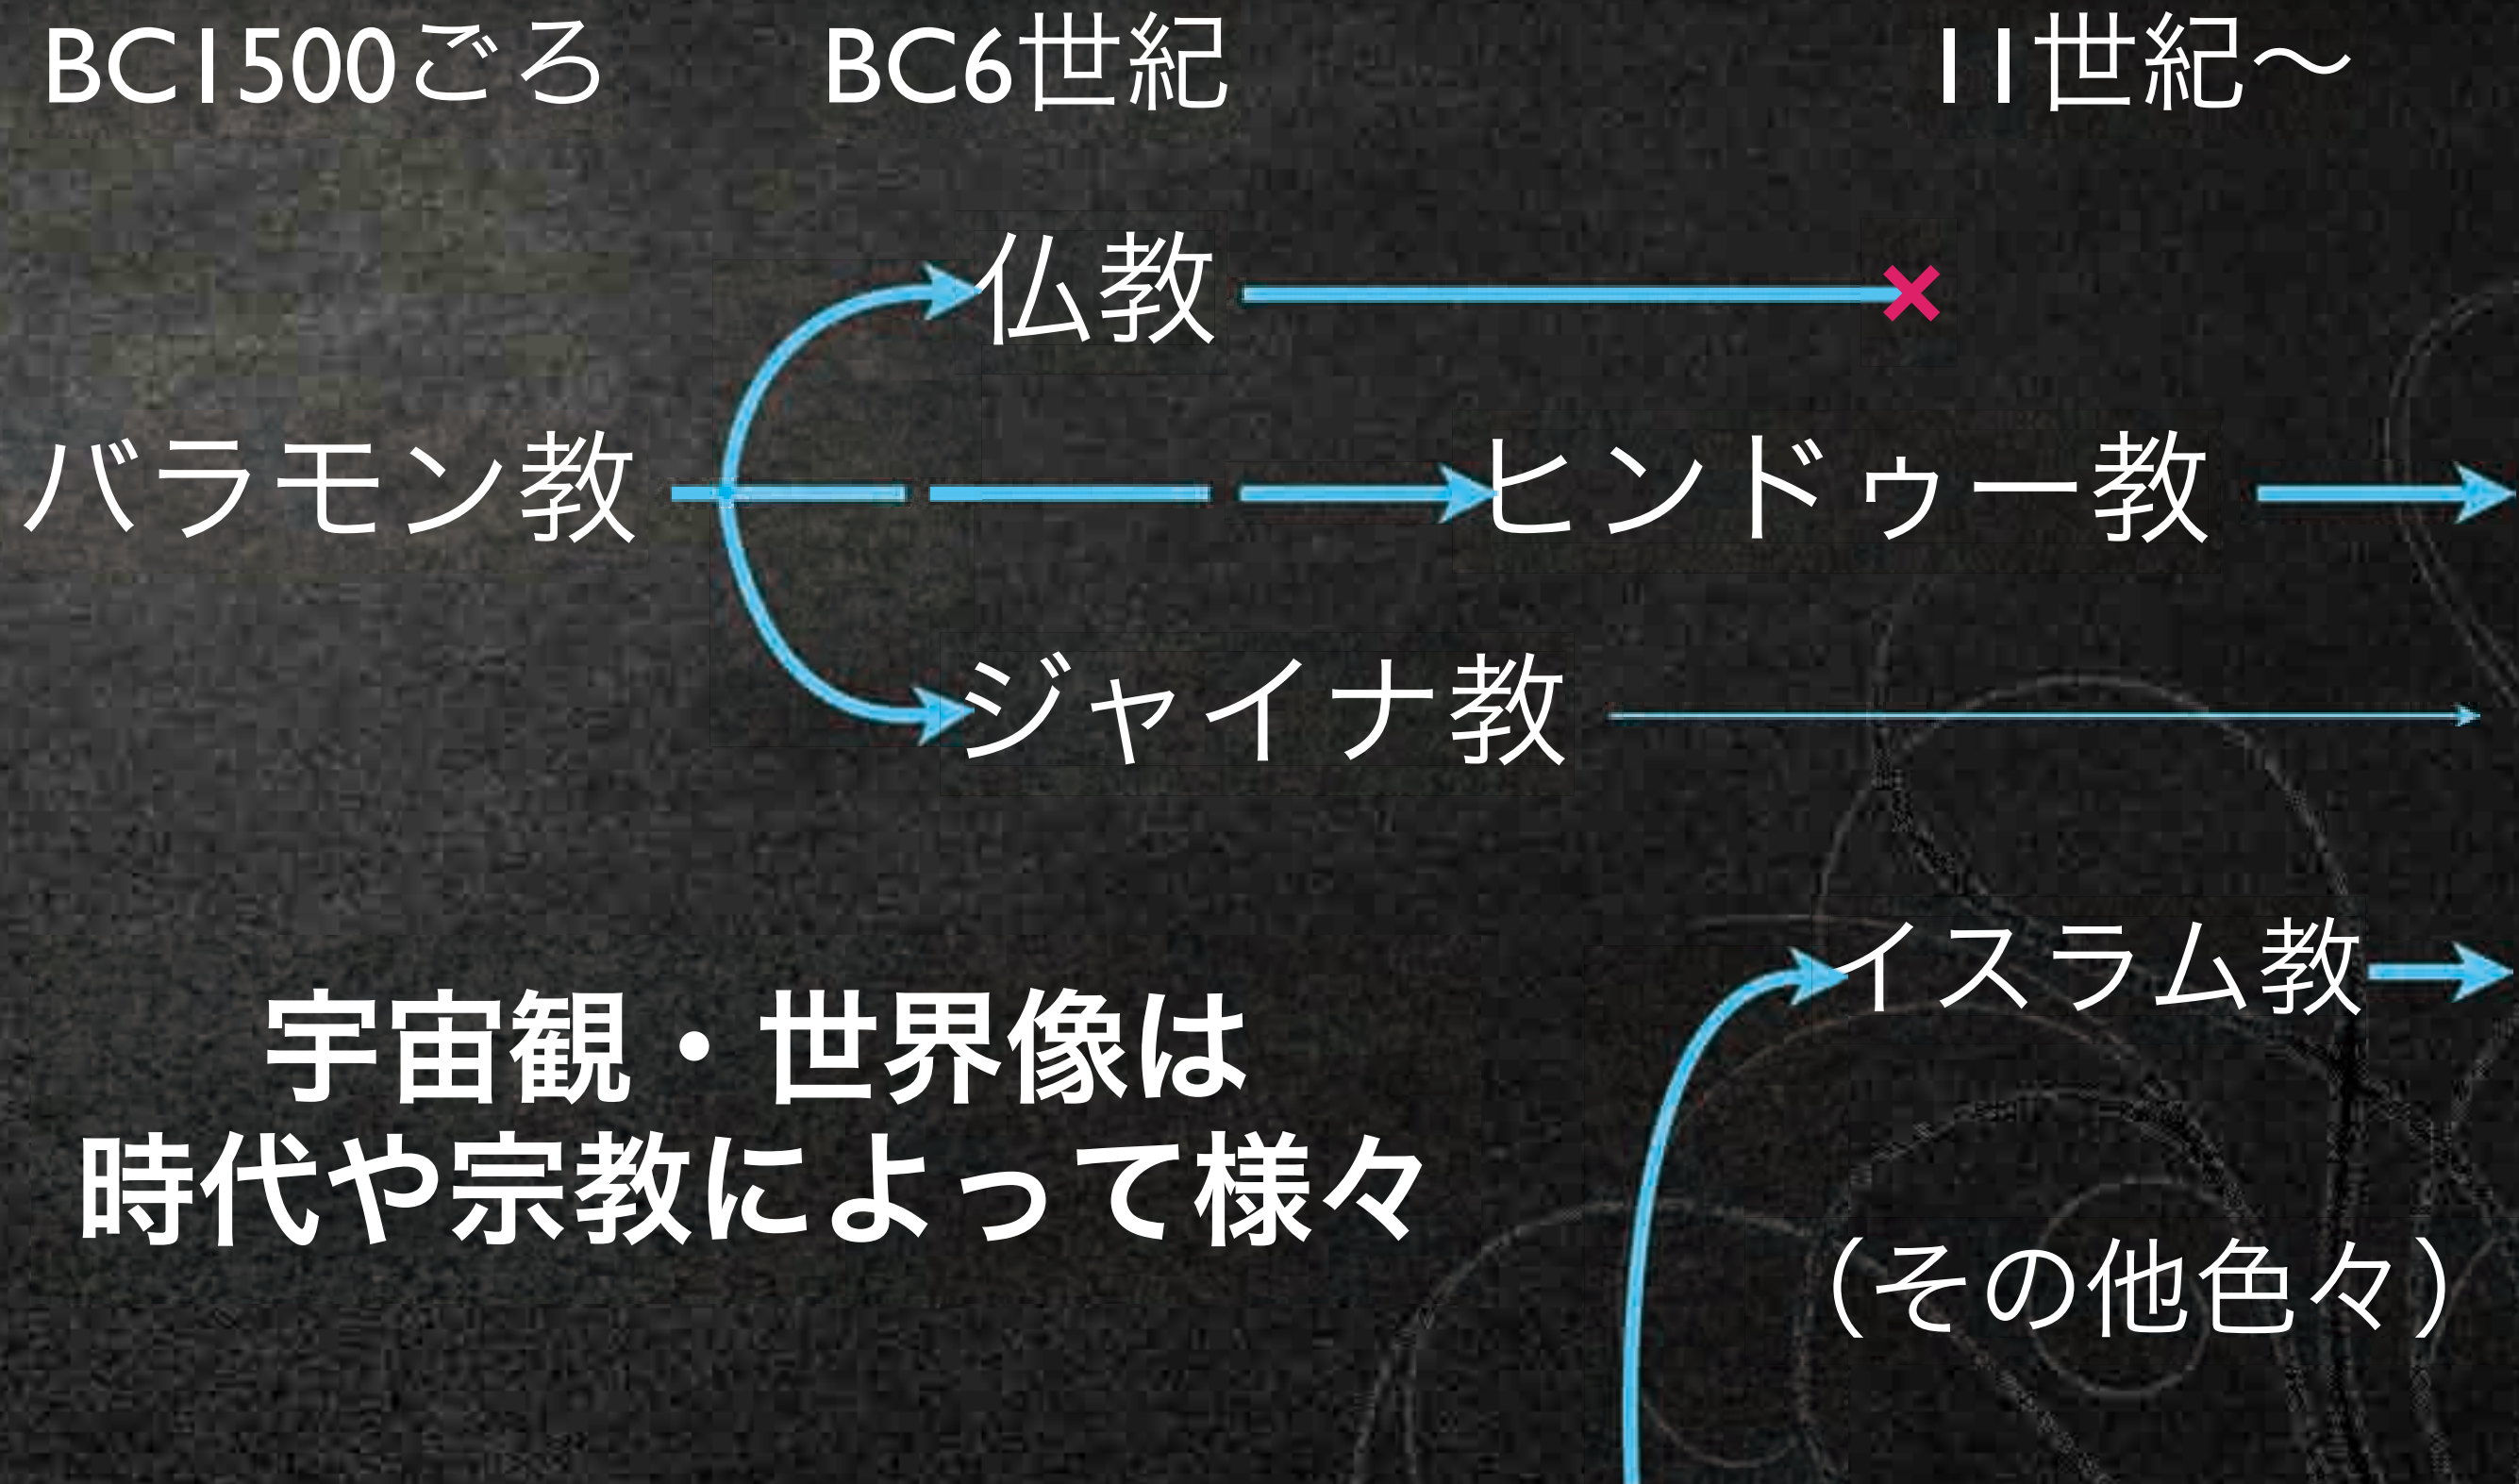 BC1500ごろ
BC6世紀
11世紀〜
仏教
バラモン教
ヒンドゥー教
ジャイナ教
イスラム教
宇宙観・世界像は
時代や宗教によって様々
（その他色々）